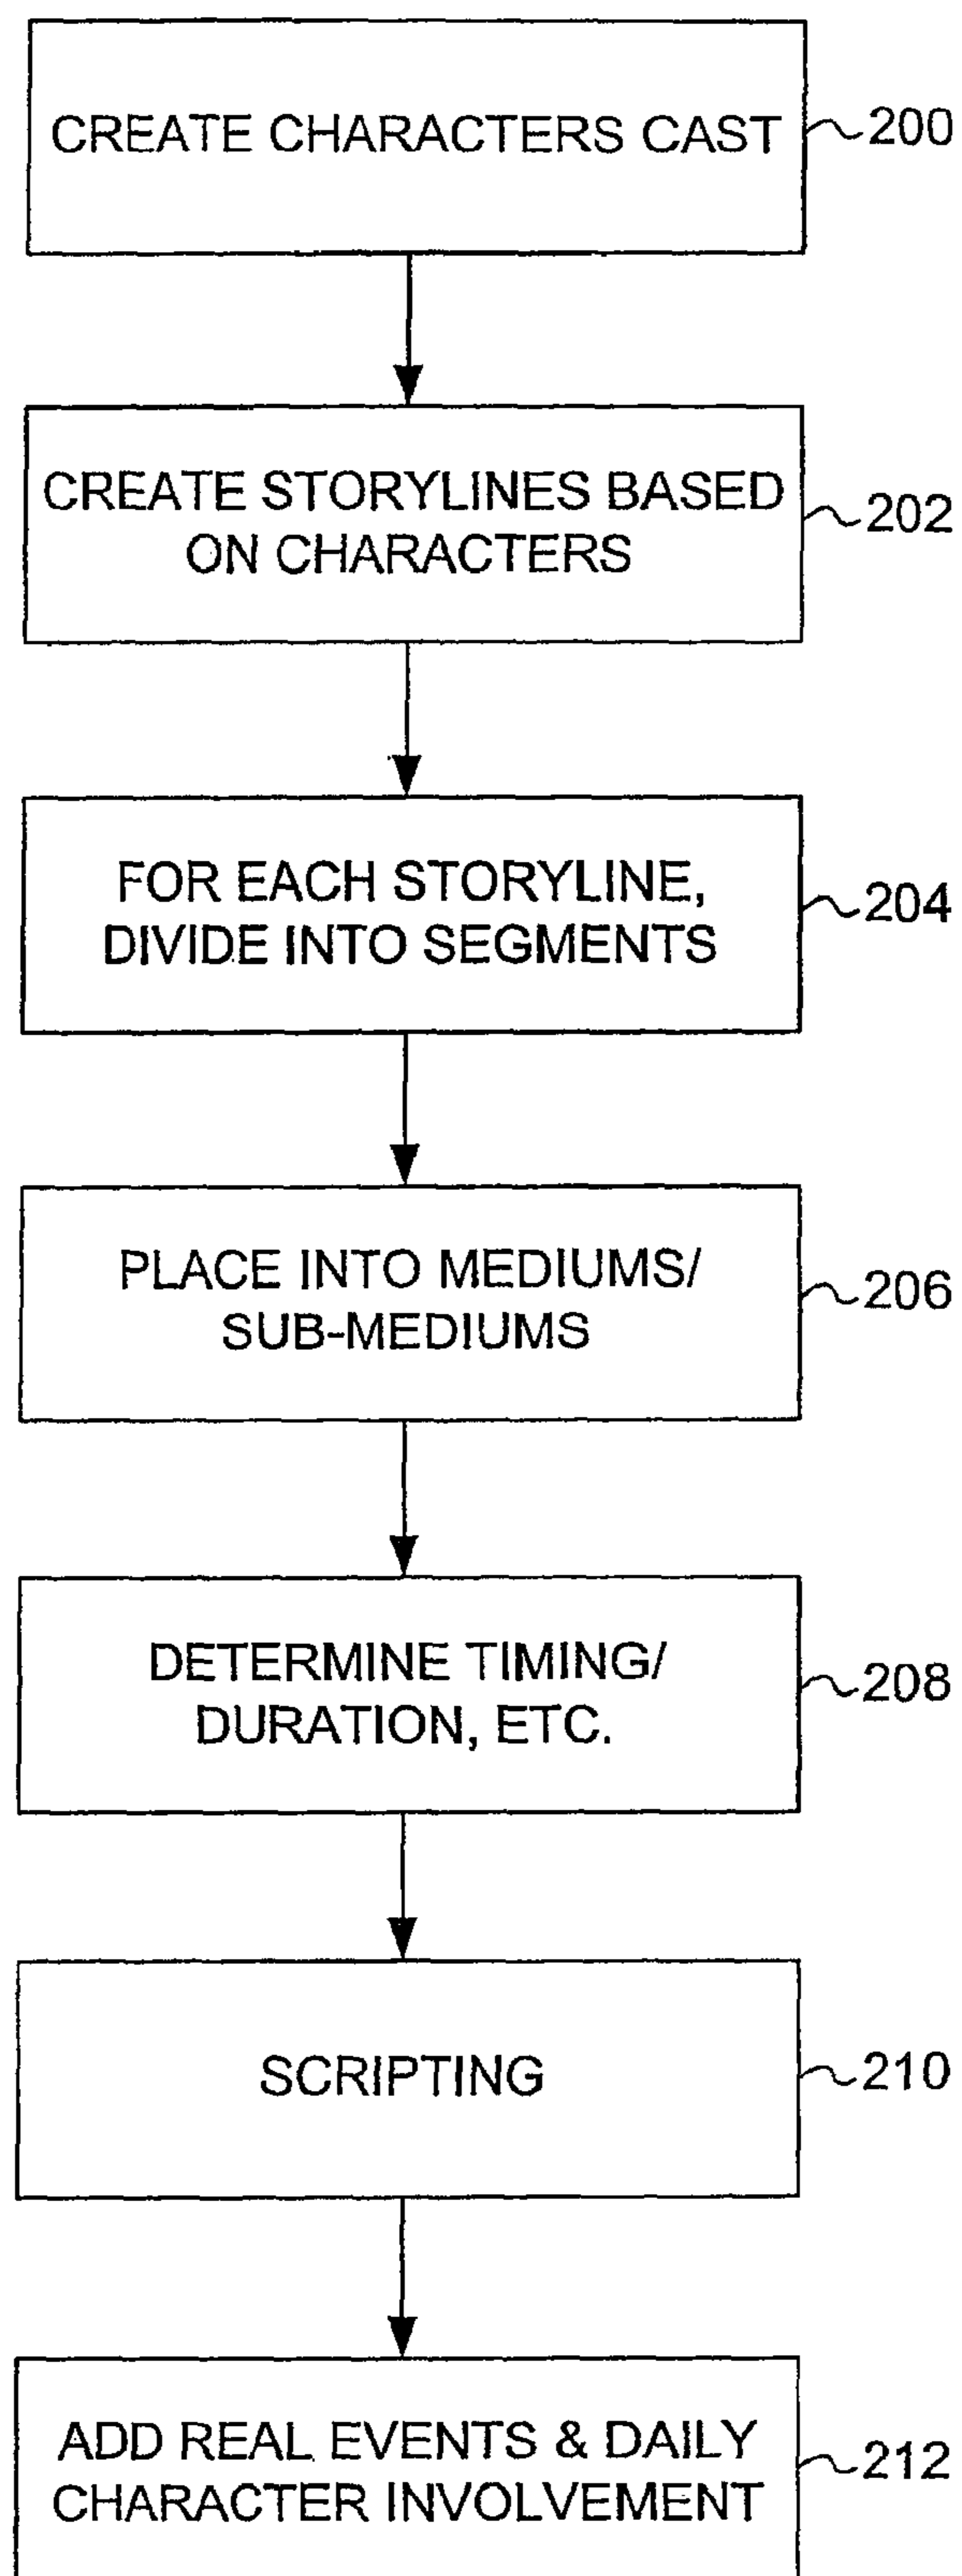 CREATE CHARACTERS CAST
200
CREATE STORYLINES BASED
ON CHARACTERS
202
FOR EACH STORYLINE,
DIVIDE INTO SEGMENTS
204
PLACE INTO MEDIUMS/
SUB-MEDIUMS
206
DETERMINE TIMING/
DURATION, ETC.
208
SCRIPTING
210
ADD REAL EVENTS & DAILY
CHARACTER INVOLVEMENT
212